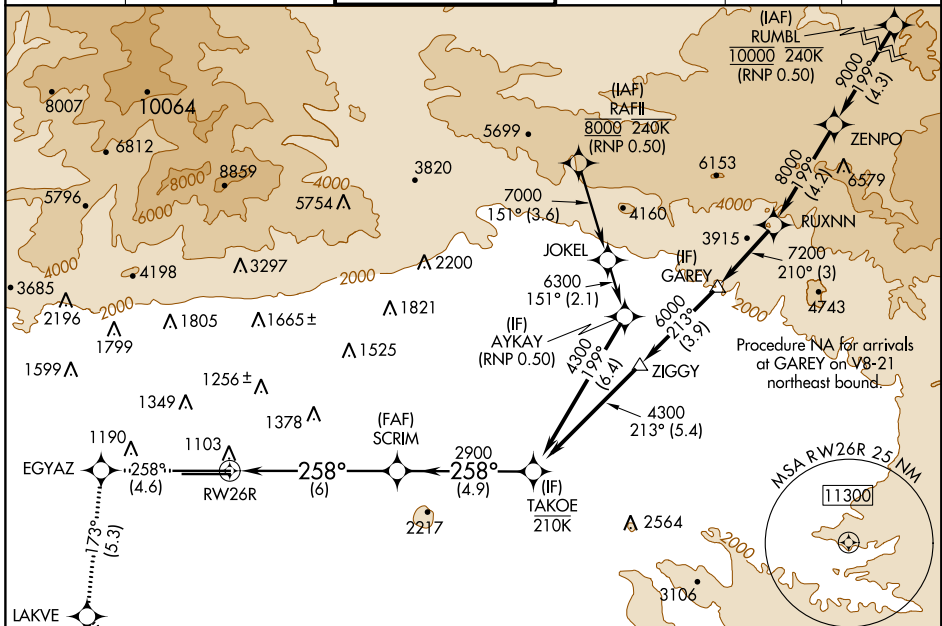 (IAF)
RUMBL
10000 240K
(RNP 0.50)
9000
199°
(4.3)
8007
10064
(IAF)
RAFII
8000 240K
(RNP 0.50)
5699
ZENPO
6812
8859
8000
6000
4000
5754
3820
6153
8000
199°
(4.2)
6579
5796
7000
151° (3.6)
4160
4000
RUXNN
3915
7200
210° (3)
4000
4198
3297
2000
2200
JOKEL
(IF)
GAREY
3685
2196
2000
6300
151° (2.1)
6000
213°
(3.9)
4743
2000
1799
1805
1665 ±
1821
(IF)
AYKAY
(RNP 0.50)
Procedure NA for arrivals
at GAREY on V8-21
northeast bound.
1599
1525
4300
199°
(6.4)
ZIGGY
1256 ±
1349
1378
4300
213° (5.4)
(FAF)
SCRIM
1190
1103
EGYAZ
258°
(4.6)
RW26R
258°
(6)
2900
258°
(4.9)
(IF)
TAKOE
210K
MSA RW26R 25 NM
11300
2217
2564
2000
173°
(5.3)
3106
LAKVE